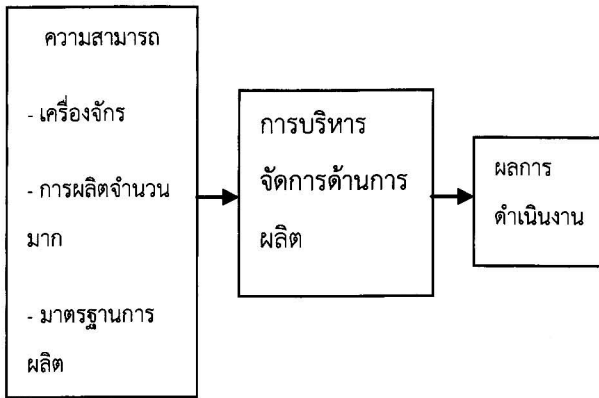 ความสามารถ
- เครื่องจักร
- การผลิตจำนวน
มาก
- มาตรฐานการ
ผลิต
การบริหาร
จัดการด้านการ
ผลิต
ผลการ
ดำเนินงาน